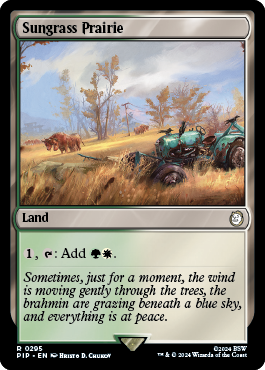 Sungrass Prairie
Land
1, T: Add GW.
Sometimes, just for a moment, the wind
is moving gently through the trees, the
brahmin are grazing beneath a blue sky,
and everything is at peace.
R 0295
PIP • EN Hristo D. Chukov
©2024 BSW
™ & © 2024 Wizards of the Coast